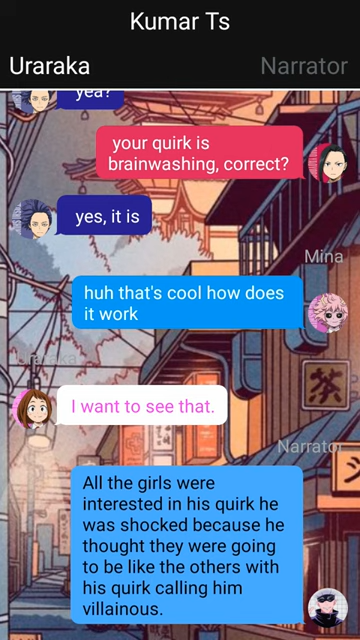 Kumar Ts
Uraraka
Narrator
yea?
your quirk is
brainwashing, correct?
yes, it is
Mina
huh that's cool how does
it work
Uraraka
I want to see that.
Narrator
All the girls were
interested in his quirk he
was shocked because he
thought they were going
to be like the others with
his quirk calling him
villainous.